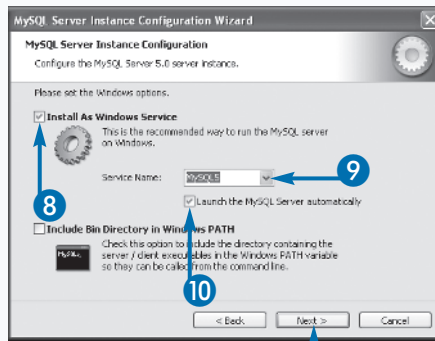 MySQL Server Instance Configuration Wizard
MySQL Server Instance Configuration
Configure the MySQL Server 5.0 server instance.
Please set the Windows options.
Install As Windows Service
This is the recommended way to run the MySQL server
on Windows.
8
Service Name: MySQL5
9
Launch the MySQL Server automatically
Include Bin Directory in Windows PATH
Check this option to include the directory containing the
server / client executables in the Windows PATH variable
so they can be called from the command line.
10
< Back Next > Cancel